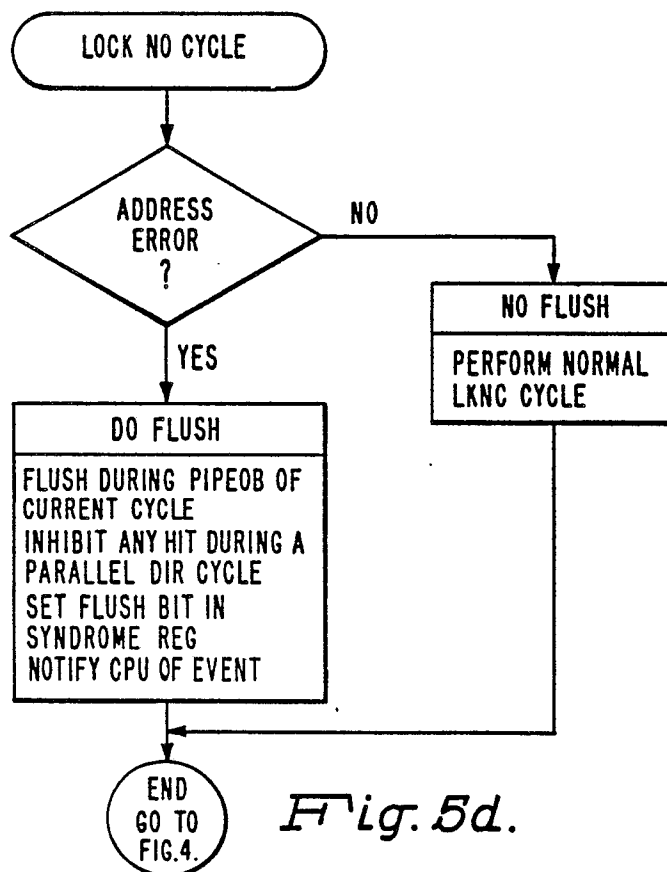 LOCK NO CYCLE
ADDRESS
ERROR
?
NO
YES
NO FLUSH
PERFORM NORMAL
LKNC CYCLE
DO FLUSH
FLUSH DURING PIPEOB OF
CURRENT CYCLE
INHIBIT ANY HIT DURING A
PARALLEL DIR CYCLE
SET FLUSH BIT IN
SYNDROME REG
NOTIFY CPU OF EVENT
END
GO TO
FIG.4.
Fig. 5d.